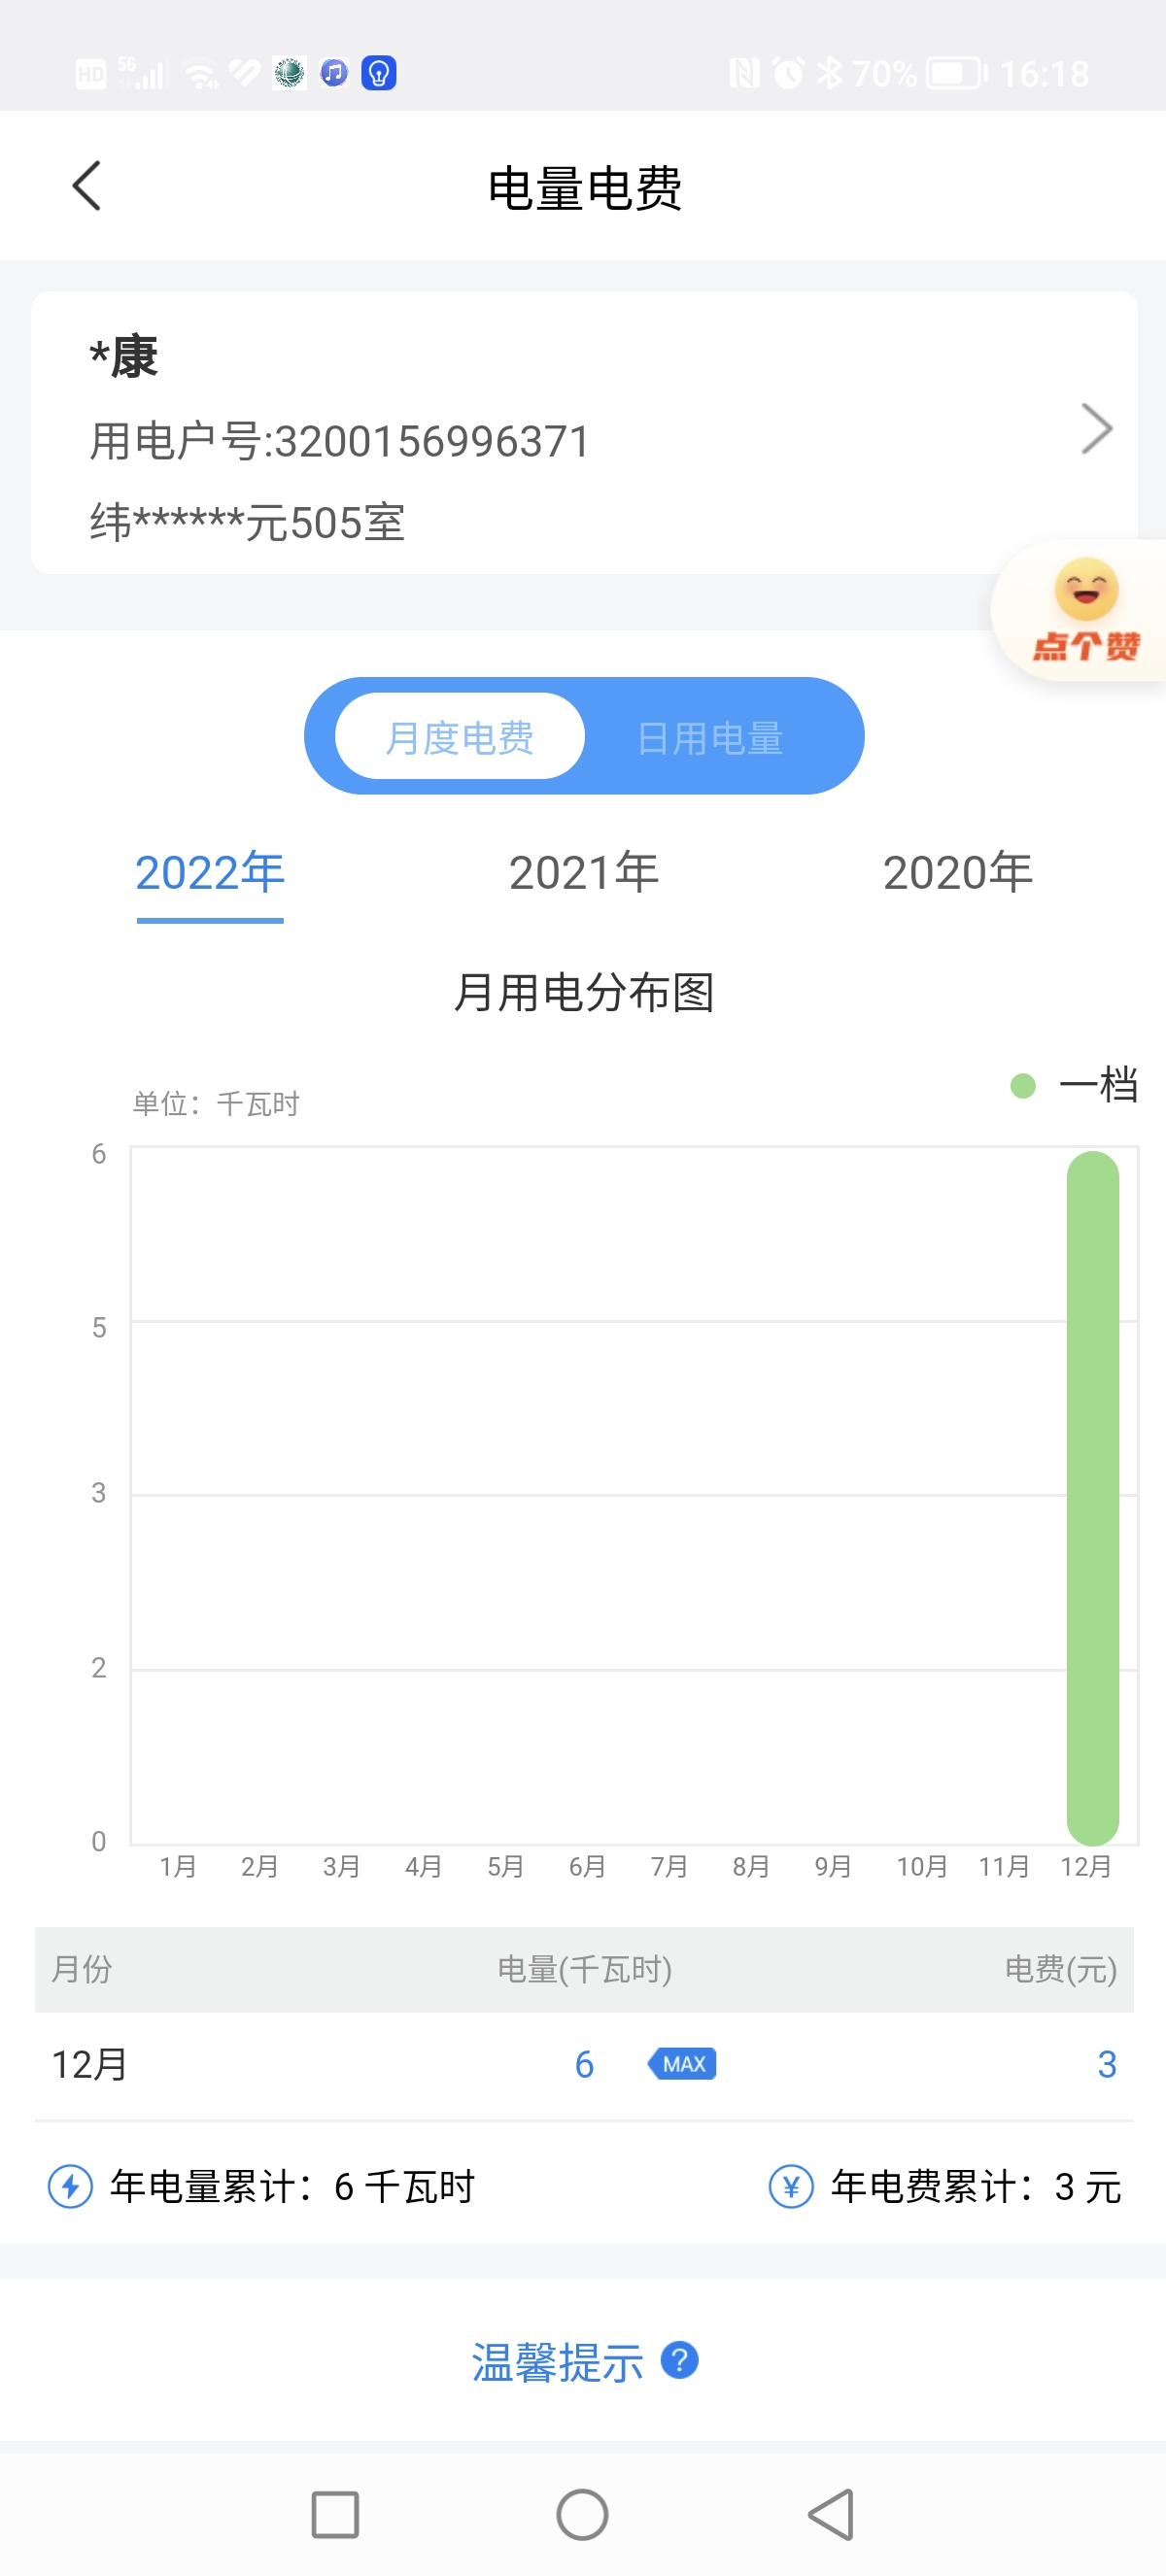 HD 5G 70% 16:18
电量电费
*康
用电户号:3200156996371
纬******元505室
点个赞
月度电费 日用电量
2022年 2021年 2020年
月用电分布图
单位：千瓦时 一档
6
5
3
2
0
1月 2月 3月 4月 5月 6月 7月 8月 9月 10月 11月 12月
月份 电量(千瓦时) 电费(元)
12月 6 MAX 3
年电量累计：6 千瓦时 ¥ 年电费累计：3 元
温馨提示 ?